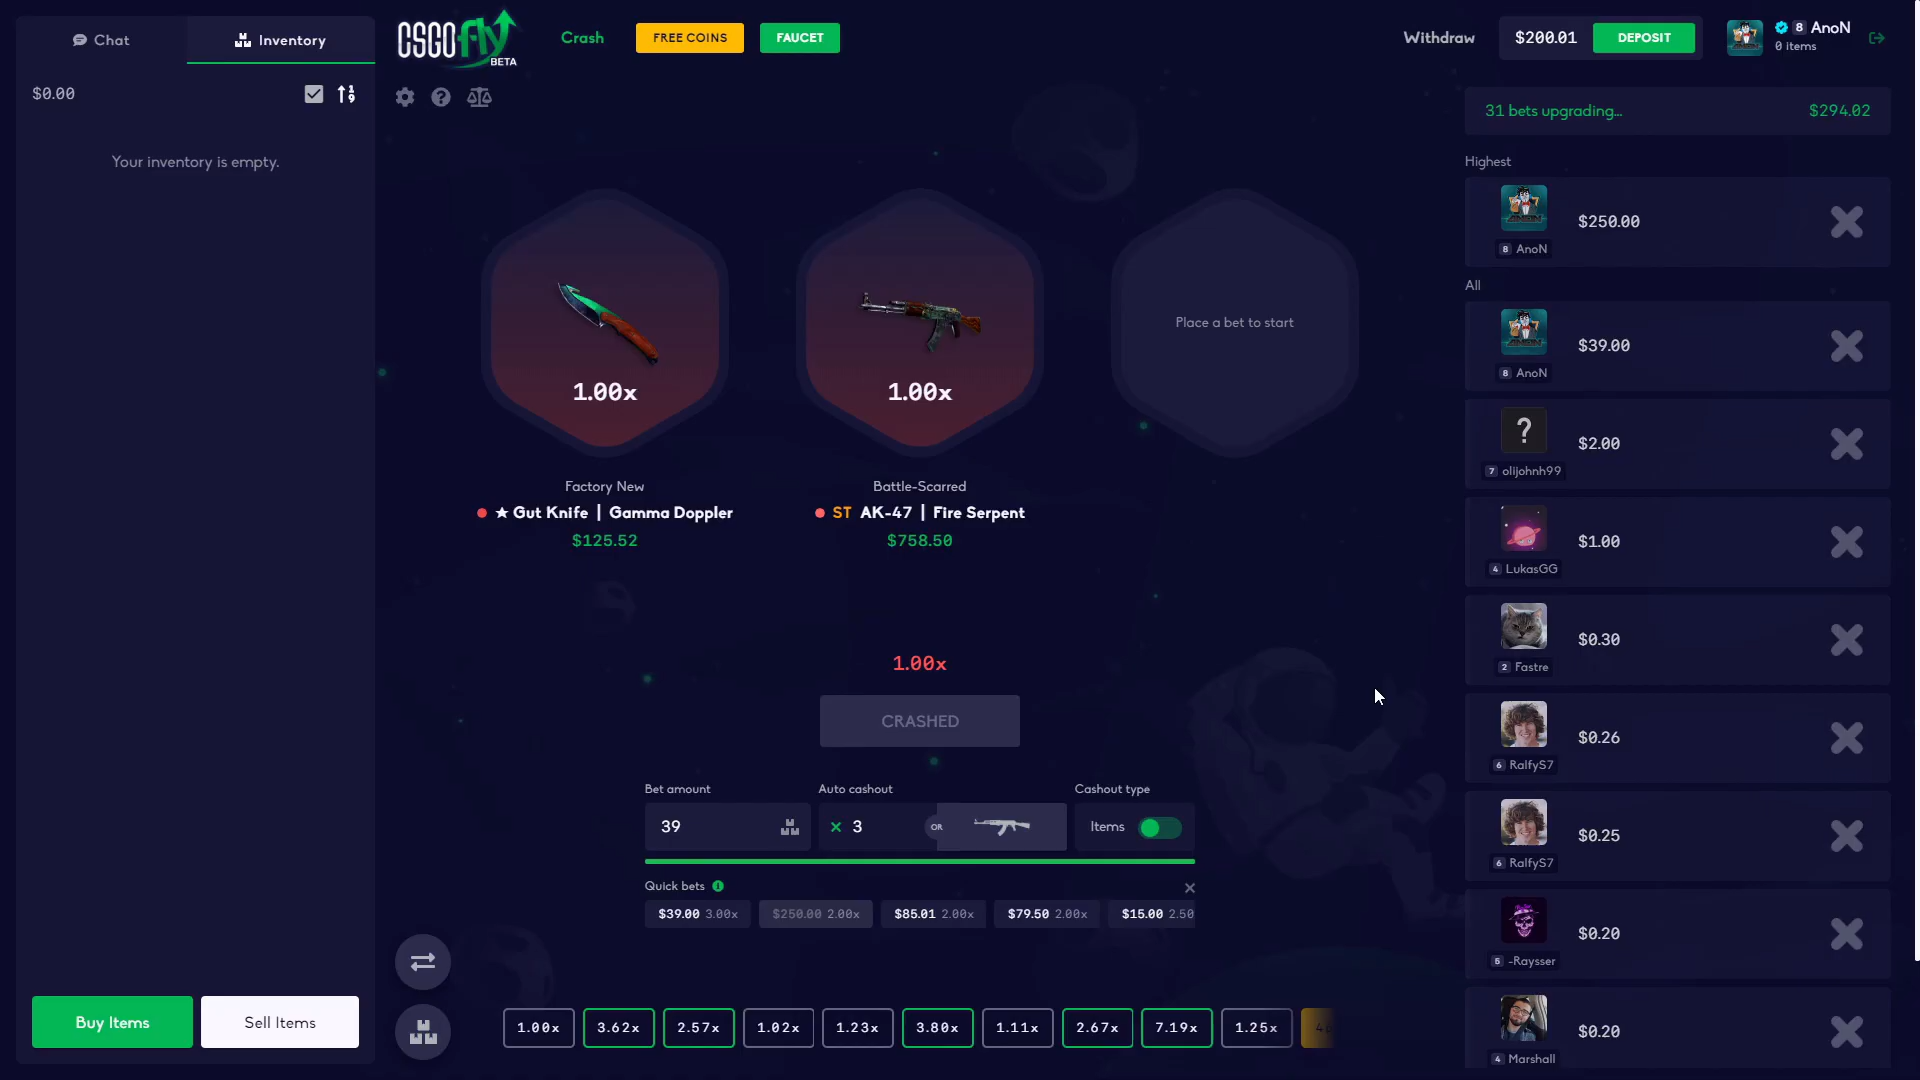 Chat
Inventory
$0.00
Your inventory is empty.
Buy Items
Sell Items
CSGOfly
BETA
Crash
FREE COINS
FAUCET
Withdraw
$200.01
DEPOSIT
8 AnoN
0 items
1.00x
Factory New
★ Gut Knife | Gamma Doppler
$125.52
1.00x
Battle-Scarred
ST AK-47 | Fire Serpent
$758.50
Place a bet to start
1.00x
CRASHED
Bet amount
Auto cashout
Cashout type
39
3
OR
Items
Quick bets
$39.00 3.00x
$250.00 2.00x
$85.01 2.00x
$79.50 2.00x
$15.00 2.50
1.00x
3.62x
2.57x
1.02x
1.23x
3.80x
1.11x
2.67x
7.19x
1.25x
31 bets upgrading...
$294.02
Highest
$250.00
8 AnoN
All
$39.00
8 AnoN
?
$2.00
7 olijohnh99
$1.00
4 LukasGG
$0.30
2 Fastre
$0.26
6 RalfyS7
$0.25
6 RalfyS7
$0.20
5 -Raysser
$0.20
4 Marshall